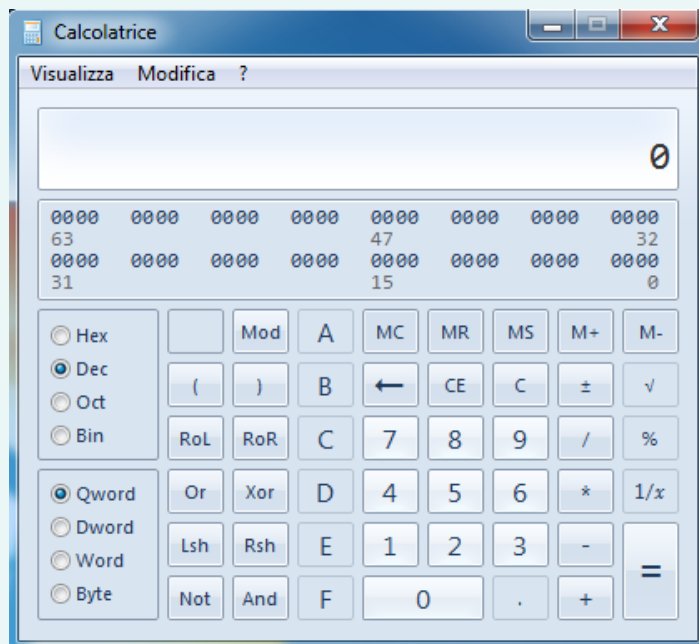 Calcolatrice
Visualizza Modifica ?
0
0000 0000 0000 0000 0000 0000 0000 0000
63 47 32
0000 0000 0000 0000 0000 0000 0000 0000
31 15 0
Hex Mod A MC MR MS M+ M-
Dec ( ) B ← CE C ± √
Oct
Bin RoL RoR C 7 8 9 / %
Qword Or Xor D 4 5 6 * 1/x
Dword
Word Lsh Rsh E 1 2 3 - =
Byte Not And F 0 . +